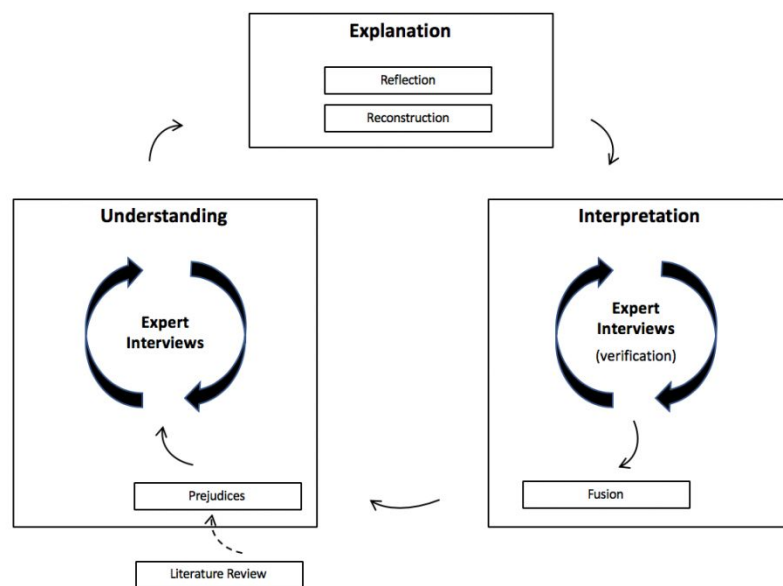 Explanation
Reflection
Reconstruction
Understanding
Expert
Interviews
Prejudices
Literature Review
Interpretation
Expert
Interviews
(verification)
Fusion